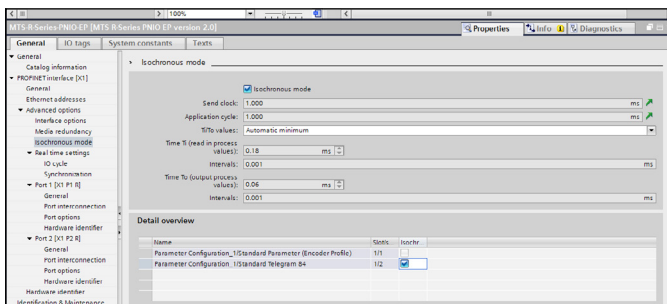 100%
MTS R-Series-PNIO-EP [MTS R-Series PNIO EP version 2.0]
Properties Info Diagnostics
General IO tags System constants Texts
General
Catalog information
PROFINET interface [X1]
General
Ethernet addresses
Advanced options
Interface options
Media redundancy
Isochronous mode
Real time settings
IO cycle
Synchronization
Port 1 [X1 P1 R]
General
Port interconnection
Port options
Hardware identifier
Port 2 [X1 P2 R]
General
Port interconnection
Port options
Hardware identifier
Hardware identifier
Identification & Maintenance
Isochronous mode
Isochronous mode
Send clock: 1.000 ms
Application cycle: 1.000 ms
Ti/To values: Automatic minimum
Time Ti (read in process
values): 0.18 ms
Intervals: 0.001 ms
Time To (output process
values): 0.06 ms
Intervals: 0.001 ms
Detail overview
Name Slot/s Isochr...
Parameter Configuration_1/Standard Parameter (Encoder Profile) 1/1
Parameter Configuration_1/Standard Telegram 84 1/2